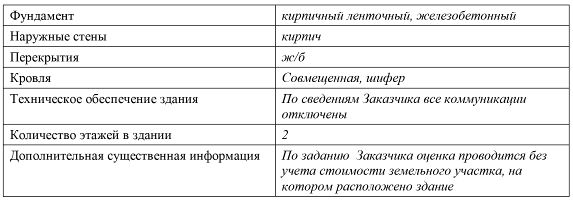 Фундамент кирпичный ленточный, железобетонный
Наружные стены кирпич
Перекрытия ж/б
Кровля Совмещенная, шифер
Техническое обеспечение здания По сведениям Заказчика все коммуникации
отключены
Количество этажей в здании 2
Дополнительная существенная информация По заданию Заказчика оценка проводится без
учета стоимости земельного участка, на
котором расположено здание